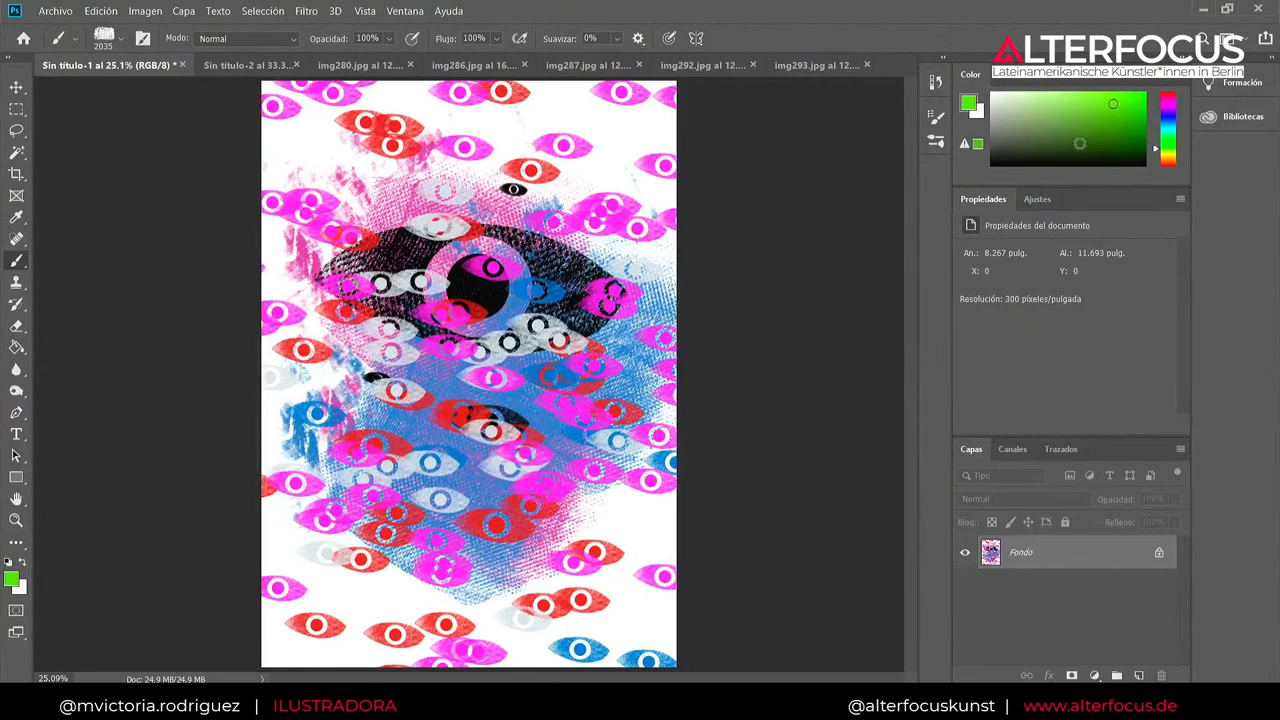 Ps Archivo Edición Imagen Capa Texto Selección Filtro 3D Vista Ventana Ayuda
2035 Modo: Normal Opacidad: 100% Flujo: 100% Suavizar: 0%
ALTERFOCUS
Lateinamerikanische Künstler*innen in Berlin
Sin título-1 al 25.1% (RGB/8) * Sin título-2 al 33.3... img280.jpg al 12.... img286.jpg al 16.... img287.jpg al 12.... img292.jpg al 12.... img293.jpg al 12....
Color
Formación
Bibliotecas
Propiedades Ajustes
Propiedades del documento
An.: 8.267 pulg. Al.: 11.693 pulg.
X: 0 Y: 0
Resolución: 300 píxeles/pulgada
Capas Canales Trazados
Tipo
Normal Opacidad: 100%
Bloq.: Relleno: 100%
Fondo
25.09% Doc: 24,9 MB/24,9 MB
@mvictoria.rodriguez | ILUSTRADORA @alterfocuskunst | www.alterfocus.de